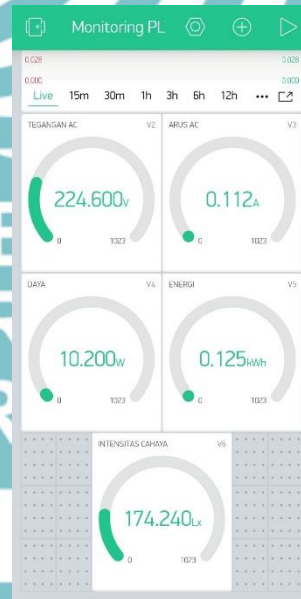 Monitoring PL
0.028 0.028
0.000 0.000
Live 15m 30m 1h 3h 6h 12h ...
TEGANGAN AC V2 ARUS AC V3
224.600V 0.112A
0 1023 0 1023
DAYA V4 ENERGI V5
10.200W 0.125kWh
0 1023 0 1023
INTENSITAS CAHAYA V6
174.240Lx
0 1023